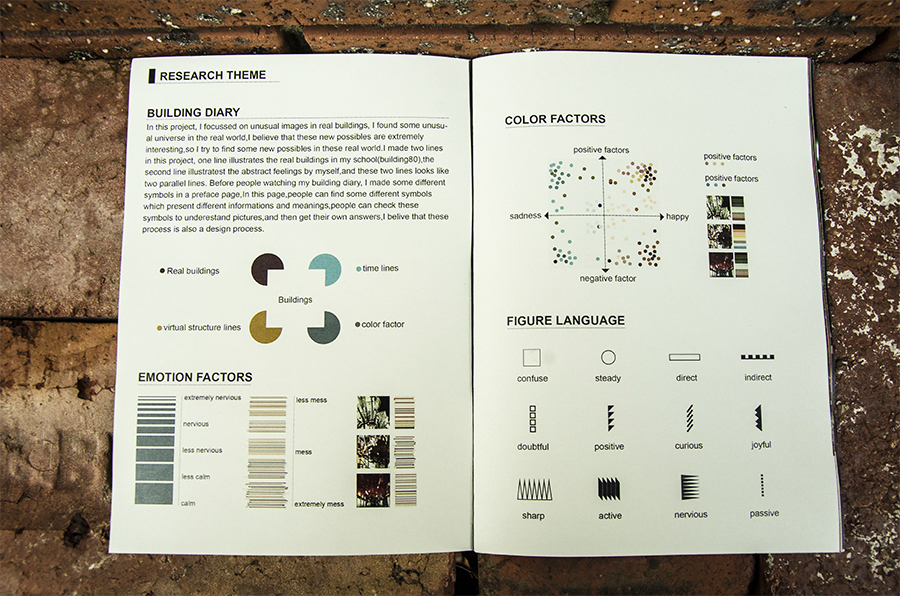 RESEARCH THEME
BUILDING DIARY
In this project, I focussed on unusual images in real buildings, I found some unusu-
al universe in the real world,I believe that these new possibles are extremely
interesting,so I try to find some new possibles in these real world.I made two lines
in this project, one line illustrates the real buildings in my school(building80),the
second line illustratest the abstract feelings by myself,and these two lines looks like
two parallel lines. Before people watching my building diary, I made some different
symbols in a preface page,In this page,people can find some different symbols
which present different informations and meanings,people can check these
symbols to underestand pictures,and then get their own answers,I belive that these
process is also a design process.
Real buildings
time lines
Buildings
virtual structure lines
color factor
EMOTION FACTORS
extremely nervious
nervious
less nervious
less calm
calm
less mess
mess
extremely mess
COLOR FACTORS
positive factors
sadness
happy
negative factor
positive factors
positive factors
FIGURE LANGUAGE
confuse steady direct indirect
doubtful positive curious joyful
sharp active nervious passive